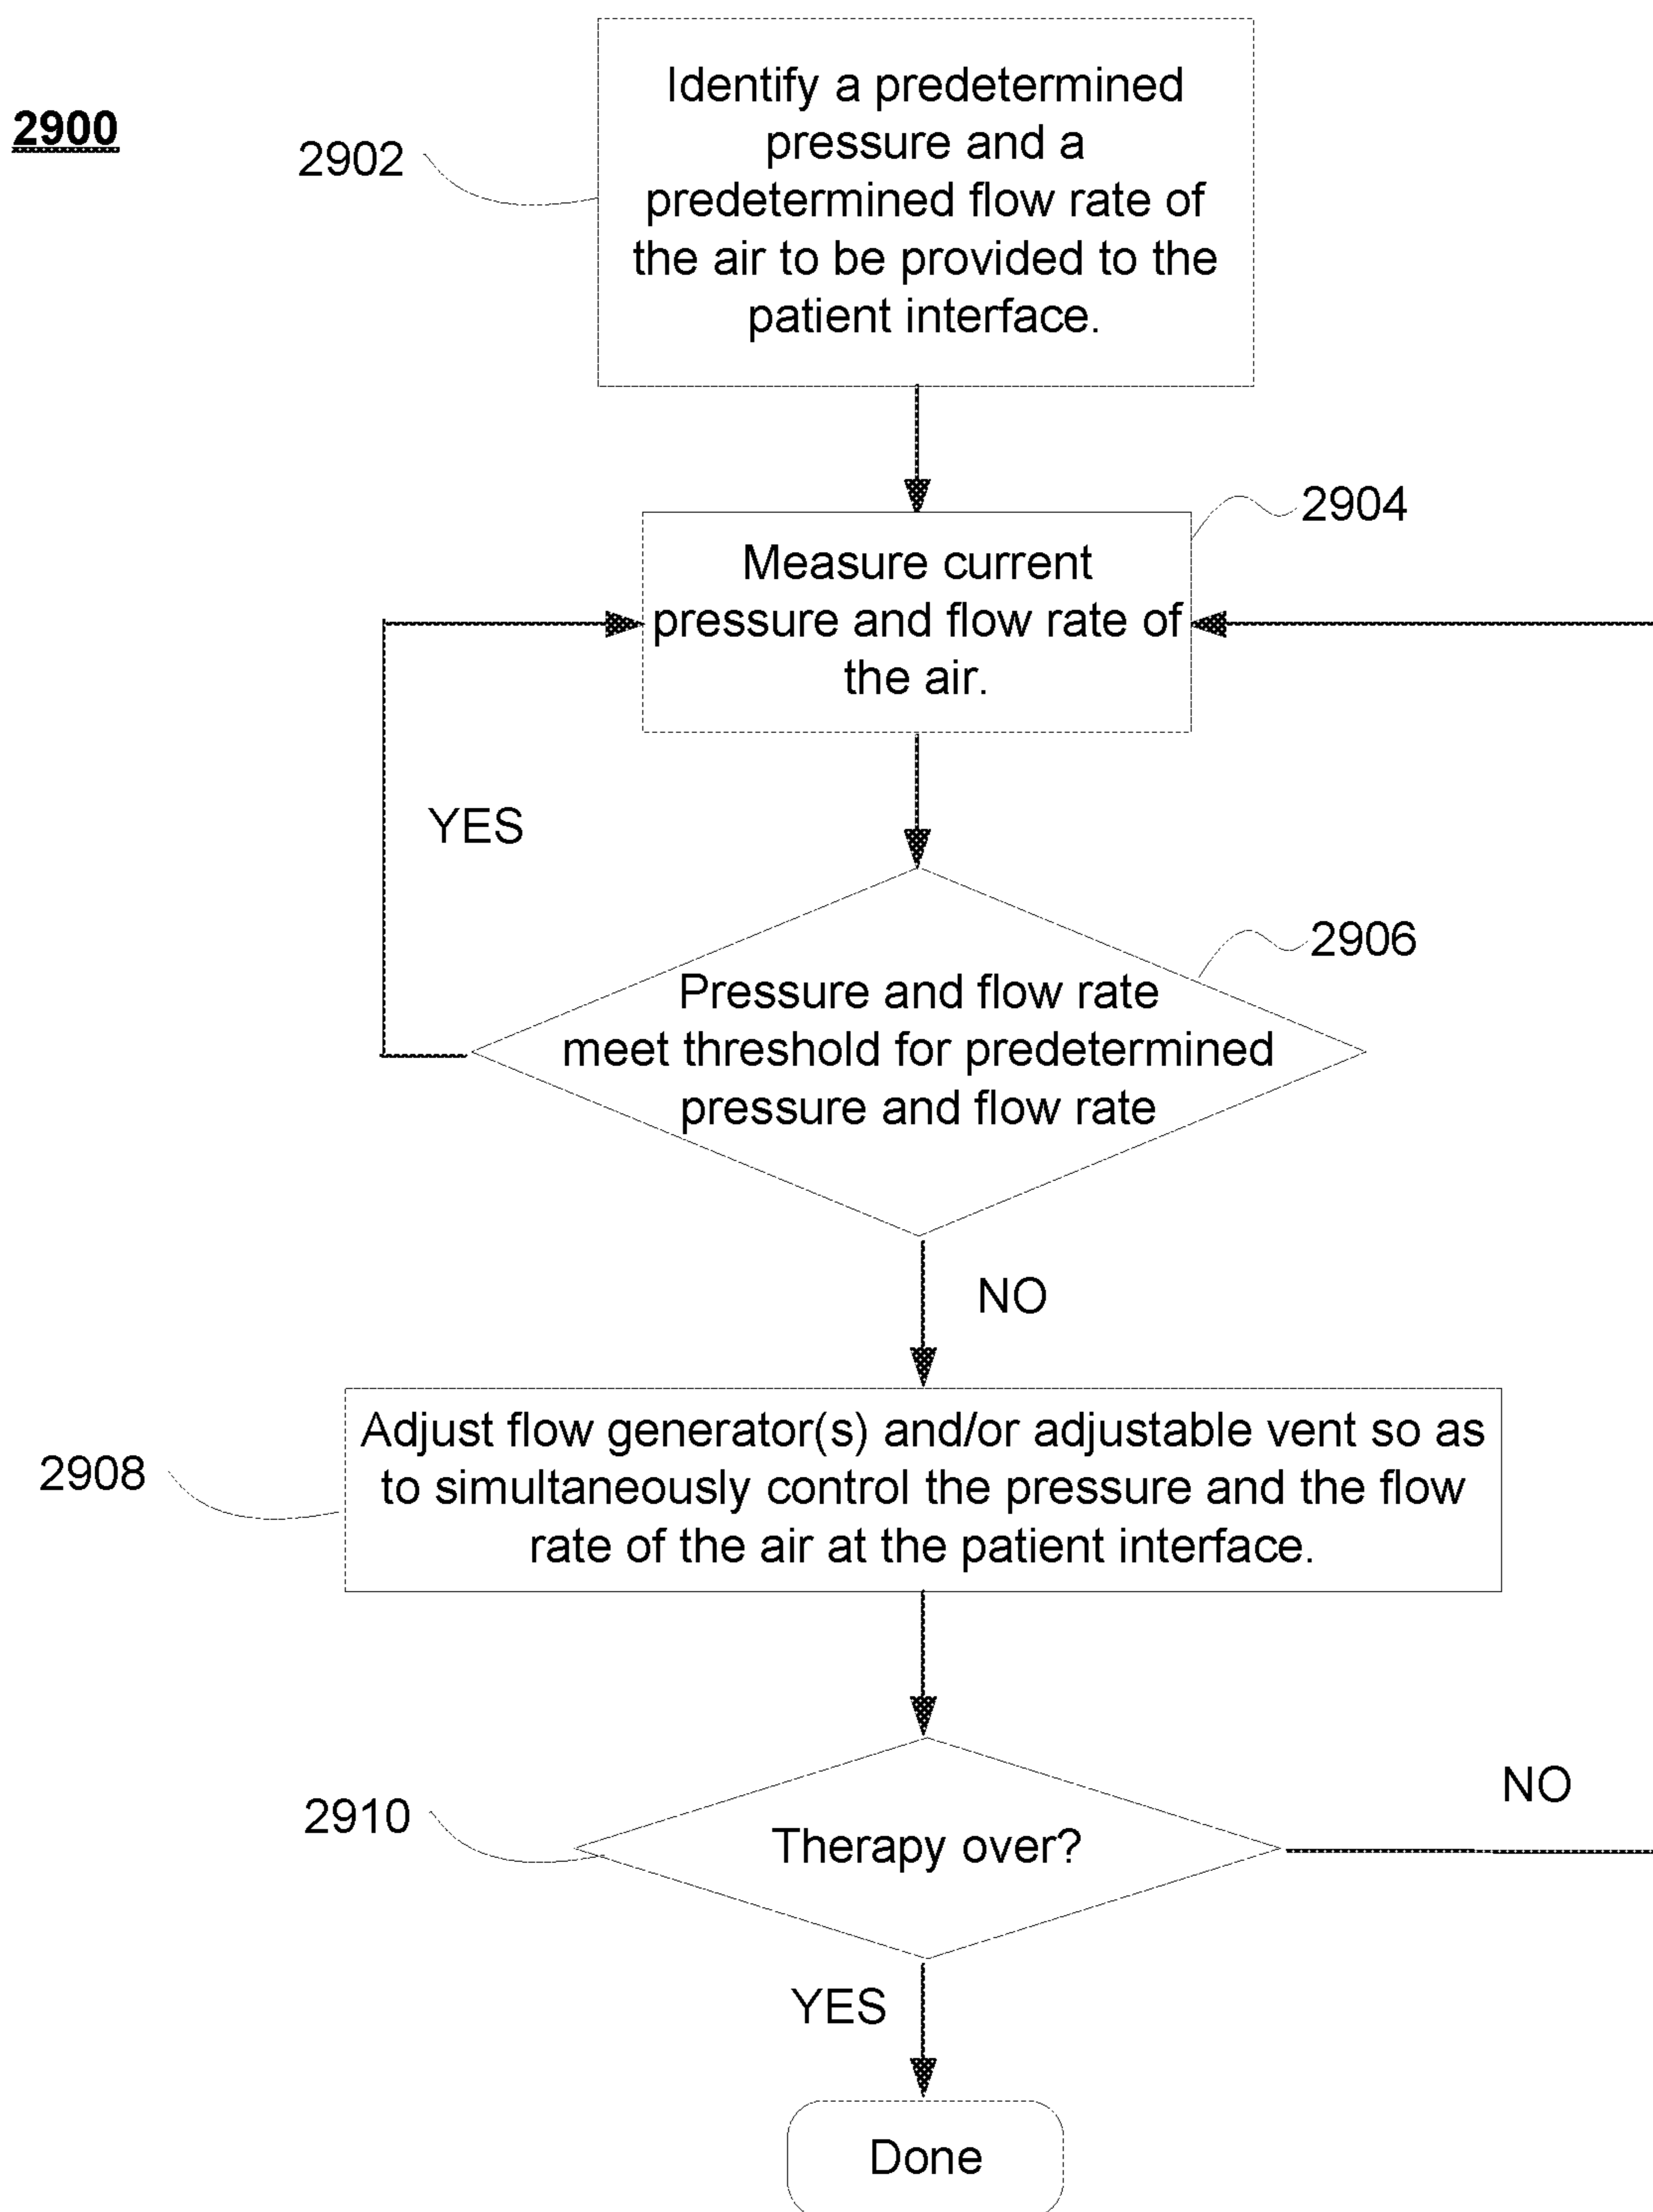 2900
2902
Identify a predetermined
pressure and a
predetermined flow rate of
the air to be provided to the
patient interface.
2904
Measure current
pressure and flow rate of
the air.
YES
2906
Pressure and flow rate
meet threshold for predetermined
pressure and flow rate
NO
2908
Adjust flow generator(s) and/or adjustable vent so as
to simultaneously control the pressure and the flow
rate of the air at the patient interface.
2910
Therapy over?
NO
YES
Done